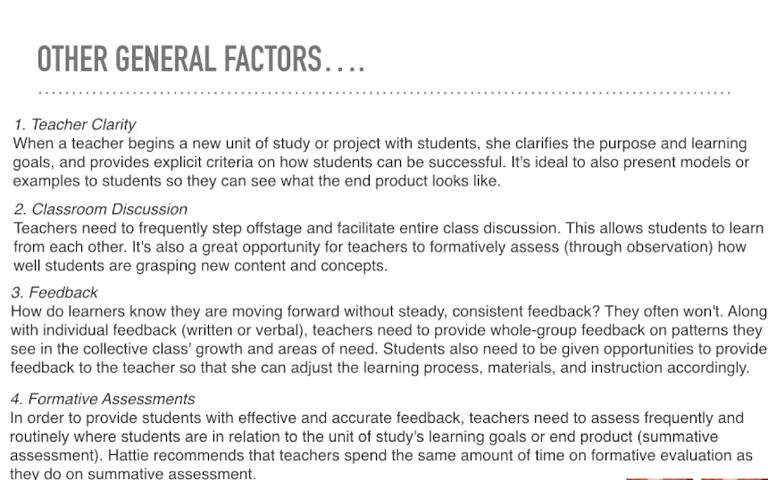 OTHER GENERAL FACTORS....
1. Teacher Clarity
When a teacher begins a new unit of study or project with students, she clarifies the purpose and learning
goals, and provides explicit criteria on how students can be successful. It's ideal to also present models or
examples to students so they can see what the end product looks like.
2. Classroom Discussion
Teachers need to frequently step offstage and facilitate entire class discussion. This allows students to learn
from each other. It's also a great opportunity for teachers to formatively assess (through observation) how
well students are grasping new content and concepts.
3. Feedback
How do learners know they are moving forward without steady, consistent feedback? They often won't. Along
with individual feedback (written or verbal), teachers need to provide whole-group feedback on patterns they
see in the collective class' growth and areas of need. Students also need to be given opportunities to provide
feedback to the teacher so that she can adjust the learning process, materials, and instruction accordingly.
4. Formative Assessments
In order to provide students with effective and accurate feedback, teachers need to assess frequently and
routinely where students are in relation to the unit of study's learning goals or end product (summative
assessment). Hattie recommends that teachers spend the same amount of time on formative evaluation as
they do on summative assessment.